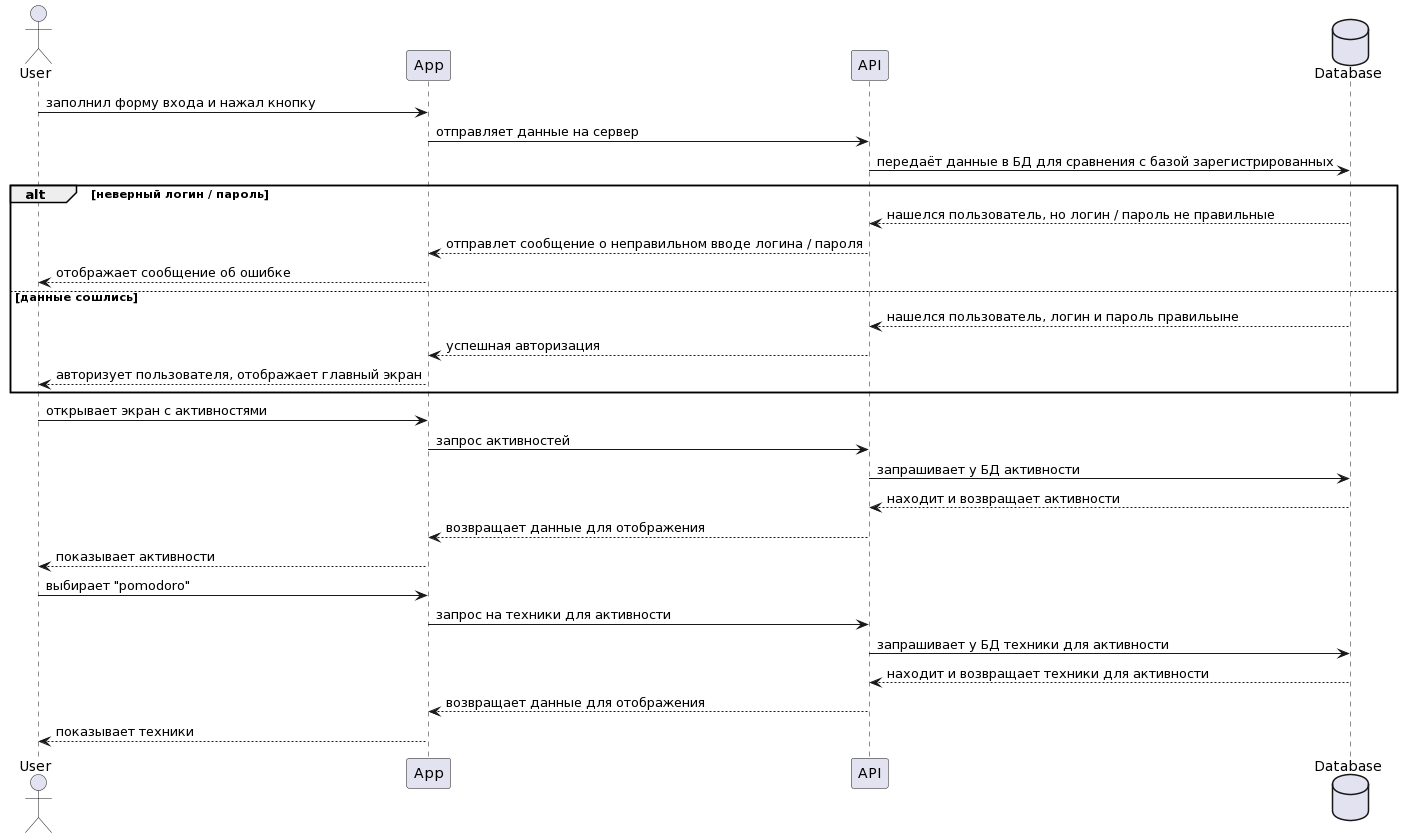 User
App
API
Database
заполнил форму входа и нажал кнопку
отправляет данные на сервер
передаёт данные в БД для сравнения с базой зарегистрированных
alt
[неверный логин / пароль]
нашелся пользователь, но логин / пароль не правильные
отправлет сообщение о неправильном вводе логина / пароля
отображает сообщение об ошибке
[данные сошлись]
нашелся пользователь, логин и пароль правильыне
успешная авторизация
авторизует пользователя, отображает главный экран
открывает экран с активностями
запрос активностей
запрашивает у БД активности
находит и возвращает активности
возвращает данные для отображения
показывает активности
выбирает "pomodoro"
запрос на техники для активности
запрашивает у БД техники для активности
находит и возвращает техники для активности
возвращает данные для отображения
показывает техники
User
App
API
Database